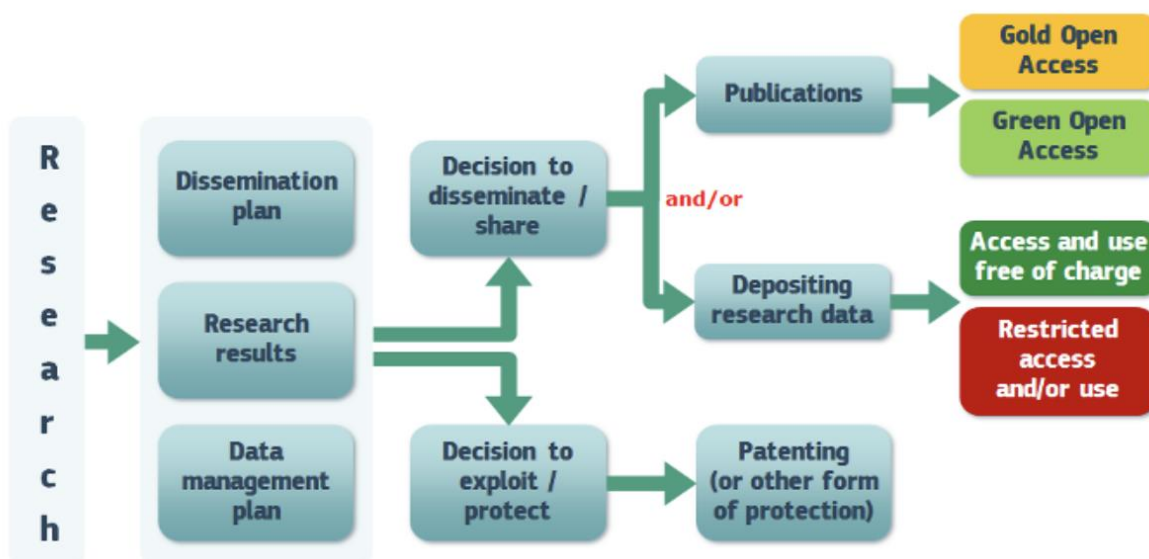 Research
Dissemination
plan
Research
results
Data
management
plan
Decision to
disseminate /
share
Decision to
exploit /
protect
and/or
Publications
Depositing
research data
Patenting
(or other form
of protection)
Gold Open
Access
Green Open
Access
Access and use
free of charge
Restricted
access
and/or use